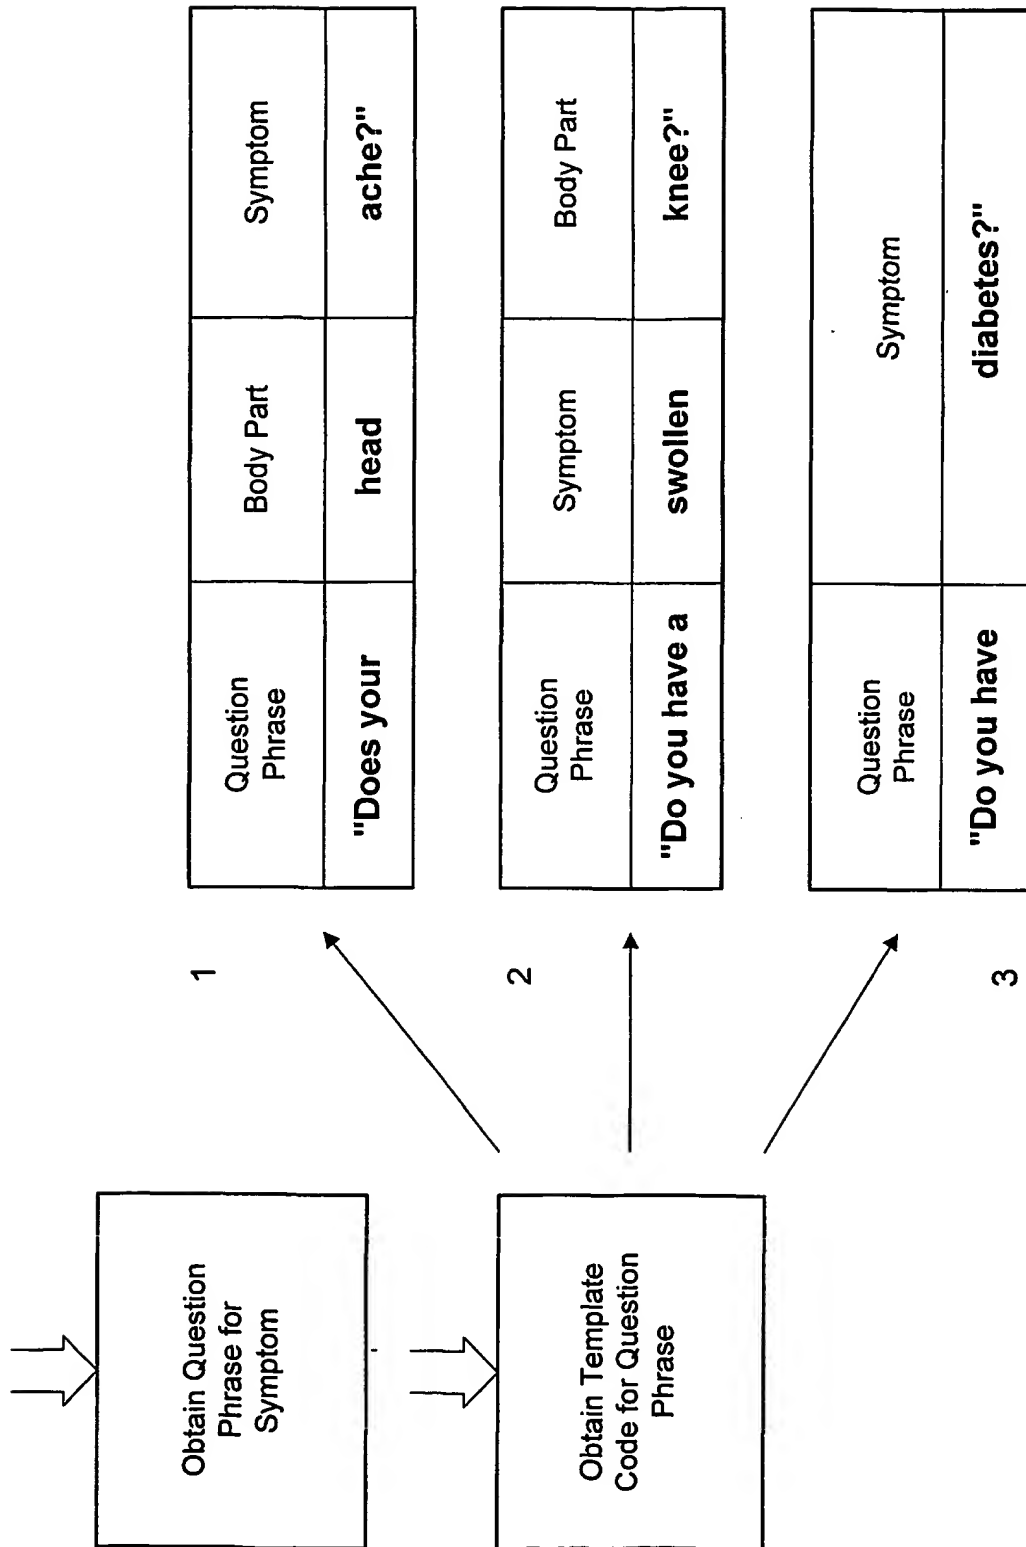 Obtain Question
Phrase for
Symptom
Obtain Template
Code for Question
Phrase
1
Question
Phrase
Body Part
Symptom
"Does your
head
ache?"
2
Question
Phrase
Symptom
Body Part
"Do you have a
swollen
knee?"
3
Question
Phrase
Symptom
"Do you have
diabetes?"